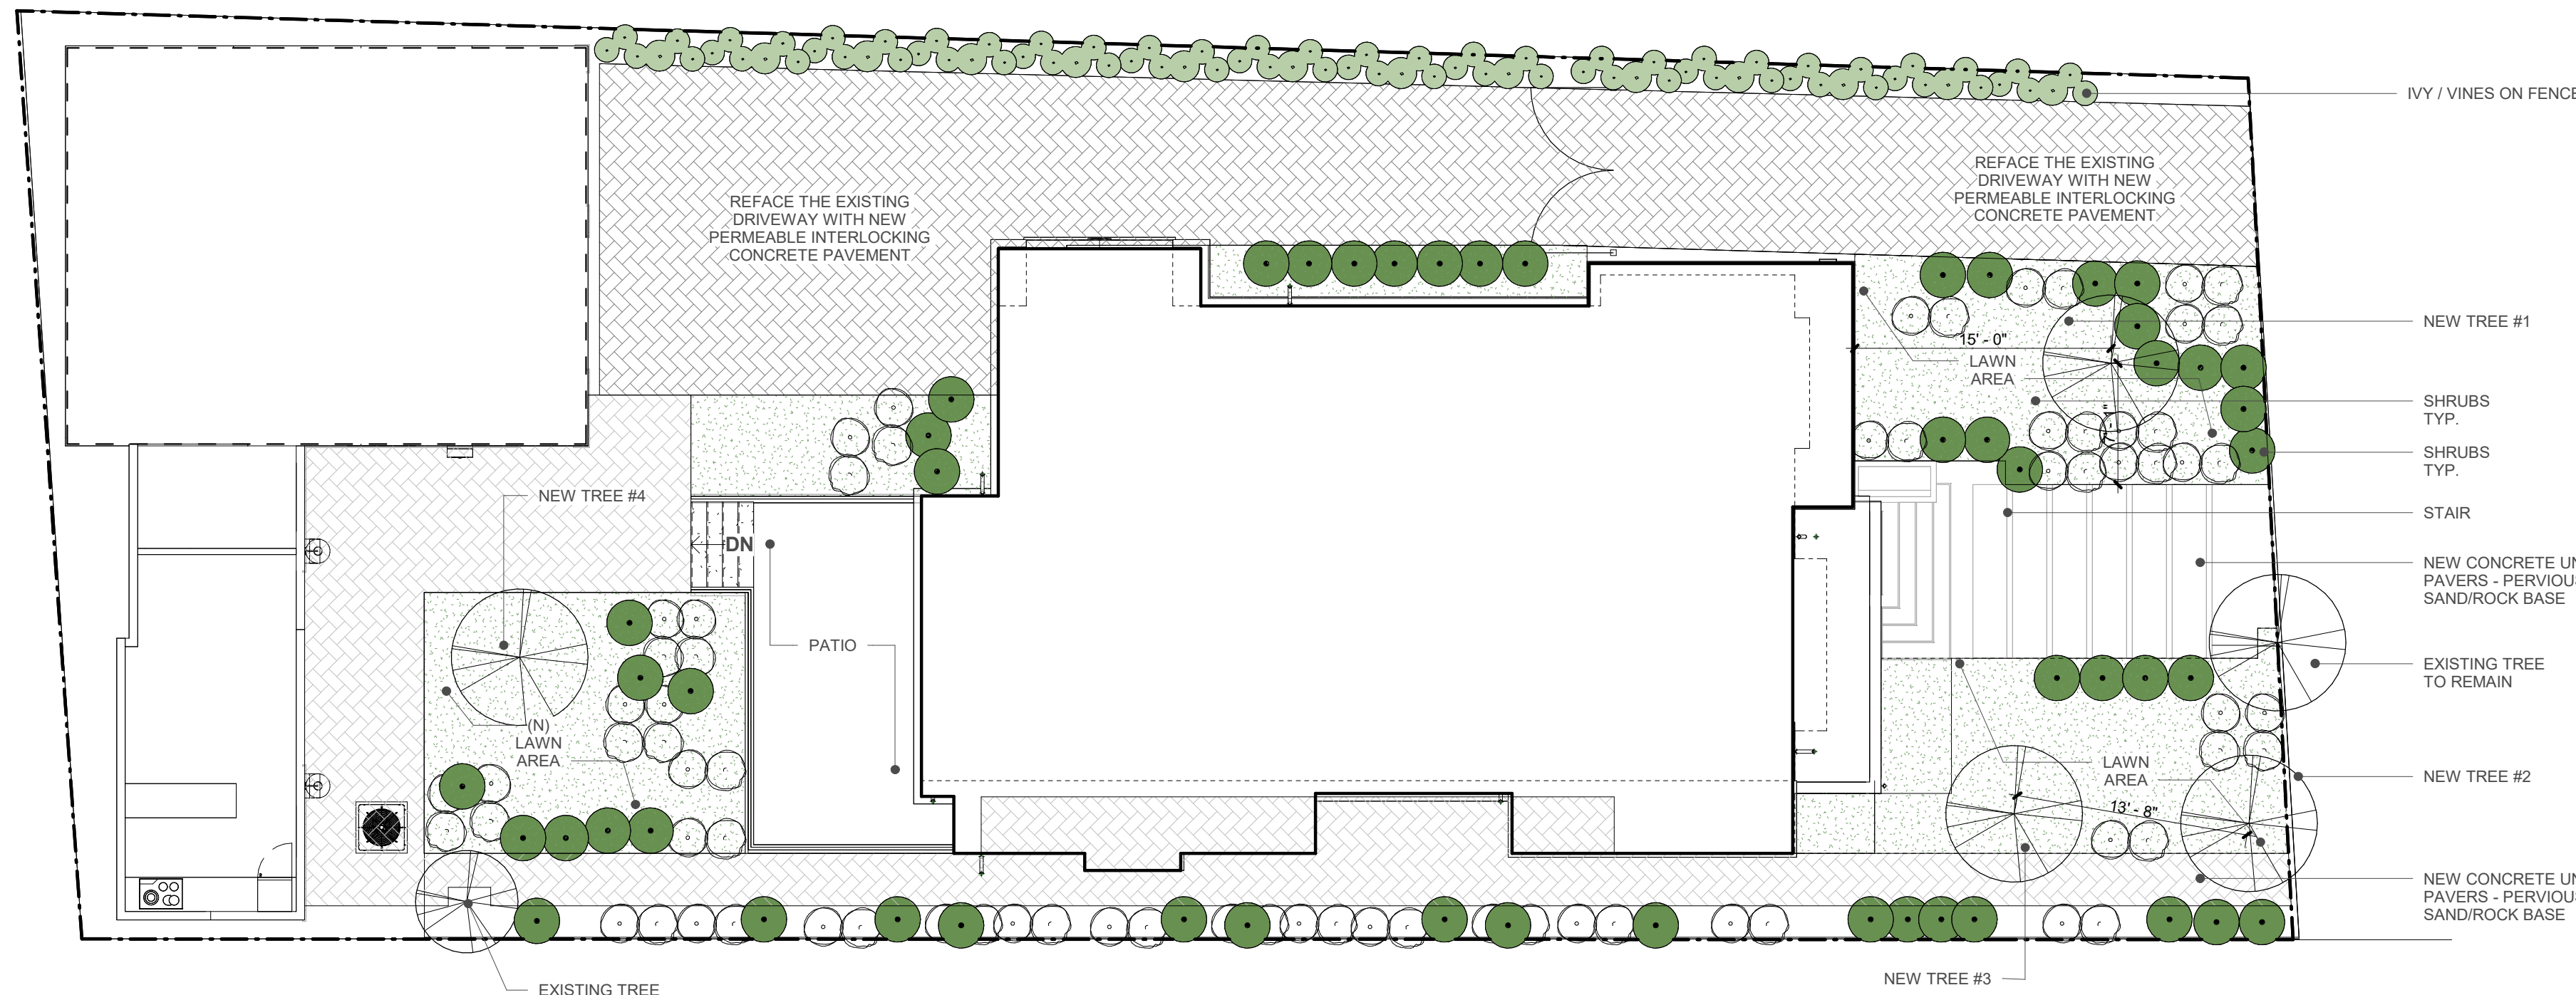 IVY / VINES ON FENCE
REFACE THE EXISTING
DRIVEWAY WITH NEW
PERMEABLE INTERLOCKING
CONCRETE PAVEMENT
REFACE THE EXISTING
DRIVEWAY WITH NEW
PERMEABLE INTERLOCKING
CONCRETE PAVEMENT
NEW TREE #1
15' - 0"
LAWN
AREA
SHRUBS
TYP.
SHRUBS
TYP.
NEW TREE #4
STAIR
DN
NEW CONCRETE UN
PAVERS - PERVIOUS
SAND/ROCK BASE
PATIO
EXISTING TREE
TO REMAIN
(N)
LAWN
AREA
LAWN
AREA
NEW TREE #2
13' - 8"
NEW CONCRETE UN
PAVERS - PERVIOUS
SAND/ROCK BASE
NEW TREE #3
EXISTING TREE